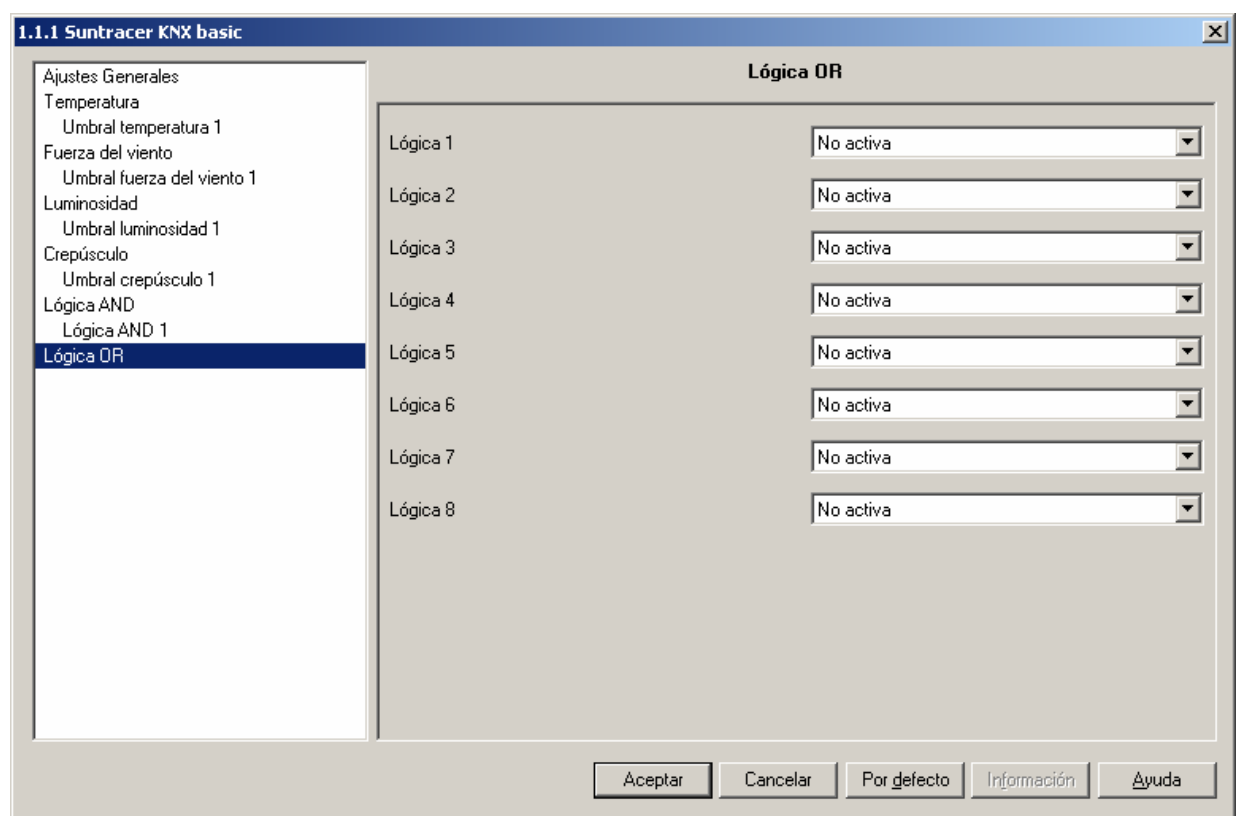 1.1.1 Suntracer KNX basic
Ajustes Generales
Temperatura
Umbral temperatura 1
Fuerza del viento
Umbral fuerza del viento 1
Luminosidad
Umbral luminosidad 1
Crepúsculo
Umbral crepúsculo 1
Lógica AND
Lógica AND 1
Lógica OR
Lógica OR
Lógica 1 No activa
Lógica 2 No activa
Lógica 3 No activa
Lógica 4 No activa
Lógica 5 No activa
Lógica 6 No activa
Lógica 7 No activa
Lógica 8 No activa
Aceptar Cancelar Por defecto Información Ayuda